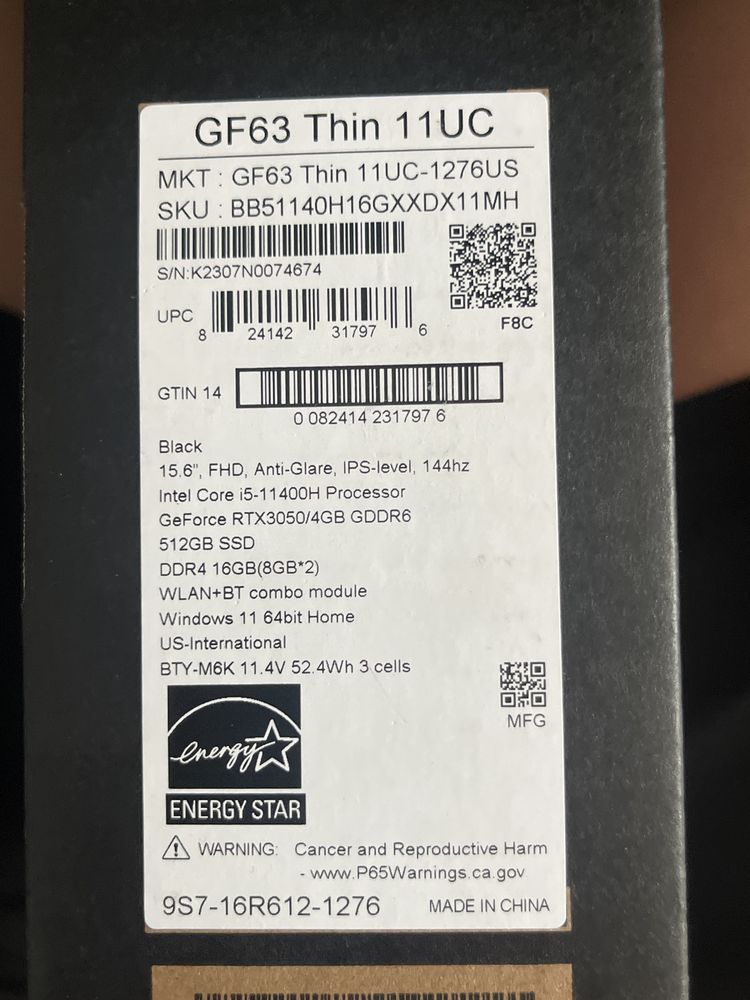 GF63 Thin 11UC
MKT : GF63 Thin 11UC-1276US
SKU : BB51140H16GXXDX11MH
S/N:K2307N0074674
UPC 8 24142 31797 6
F8C
GTIN 14
0 082414 231797 6
Black
15.6", FHD, Anti-Glare, IPS-level, 144hz
Intel Core i5-11400H Processor
GeForce RTX3050/4GB GDDR6
512GB SSD
DDR4 16GB(8GB*2)
WLAN+BT combo module
Windows 11 64bit Home
US-International
BTY-M6K 11.4V 52.4Wh 3 cells
MFG
energy
ENERGY STAR
WARNING: Cancer and Reproductive Harm
- www.P65Warnings.ca.gov
9S7-16R612-1276
MADE IN CHINA